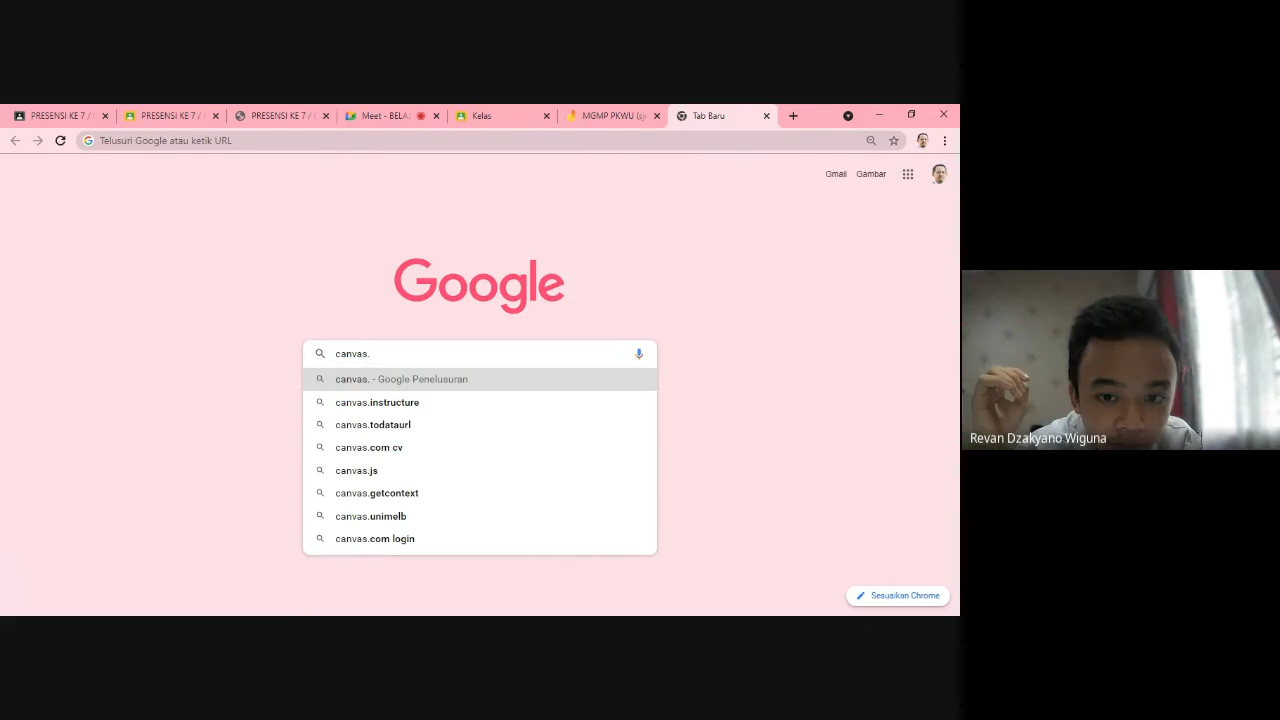 PRESENSI KE 7 / (
PRESENSI KE 7 / (
PRESENSI KE 7 / (
Meet - BELA
Kelas
MGMP PKWU (sj
Tab Baru
Telusuri Google atau ketik URL
Gmail
Gambar
Google
canvas.
canvas. - Google Penelusuran
canvas.instructure
canvas.todataurl
canvas.com cv
canvas.js
canvas.getcontext
canvas.unimelb
canvas.com login
Sesuaikan Chrome
Revan Dzakyano Wiguna